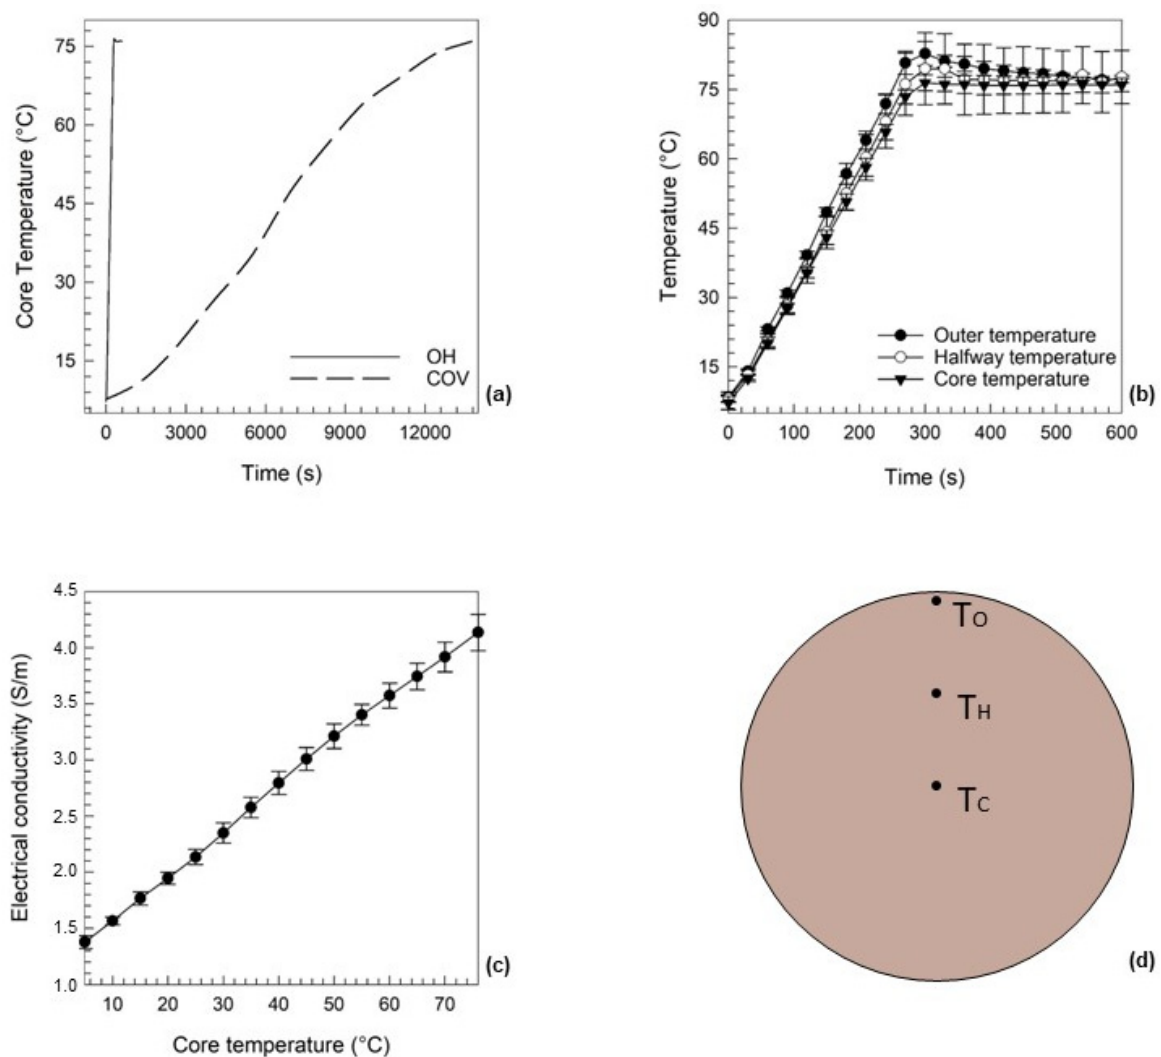 75
60
45
30
15
Core Temperature (°C)
OH
COV
(a)
0 3000 6000 9000 12000
Time (s)
90
75
60
45
30
15
Temperature (°C)
Outer temperature
Halfway temperature
Core temperature
(b)
0 100 200 300 400 500 600
Time (s)
4.5
4.0
3.5
3.0
2.5
2.0
1.5
1.0
Electrical conductivity (S/m)
(c)
10 20 30 40 50 60 70
Core temperature (°C)
TO
TH
TC
(d)